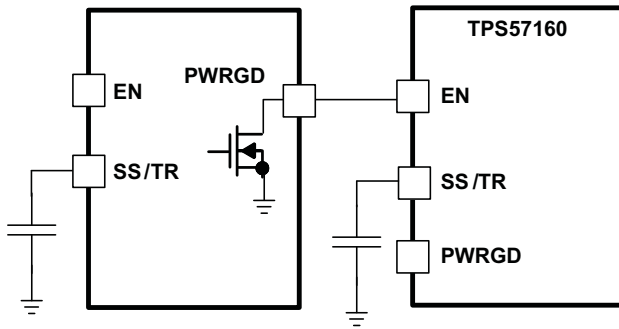 TPS57160
PWRGD
EN
EN
SS/TR
SS/TR
PWRGD